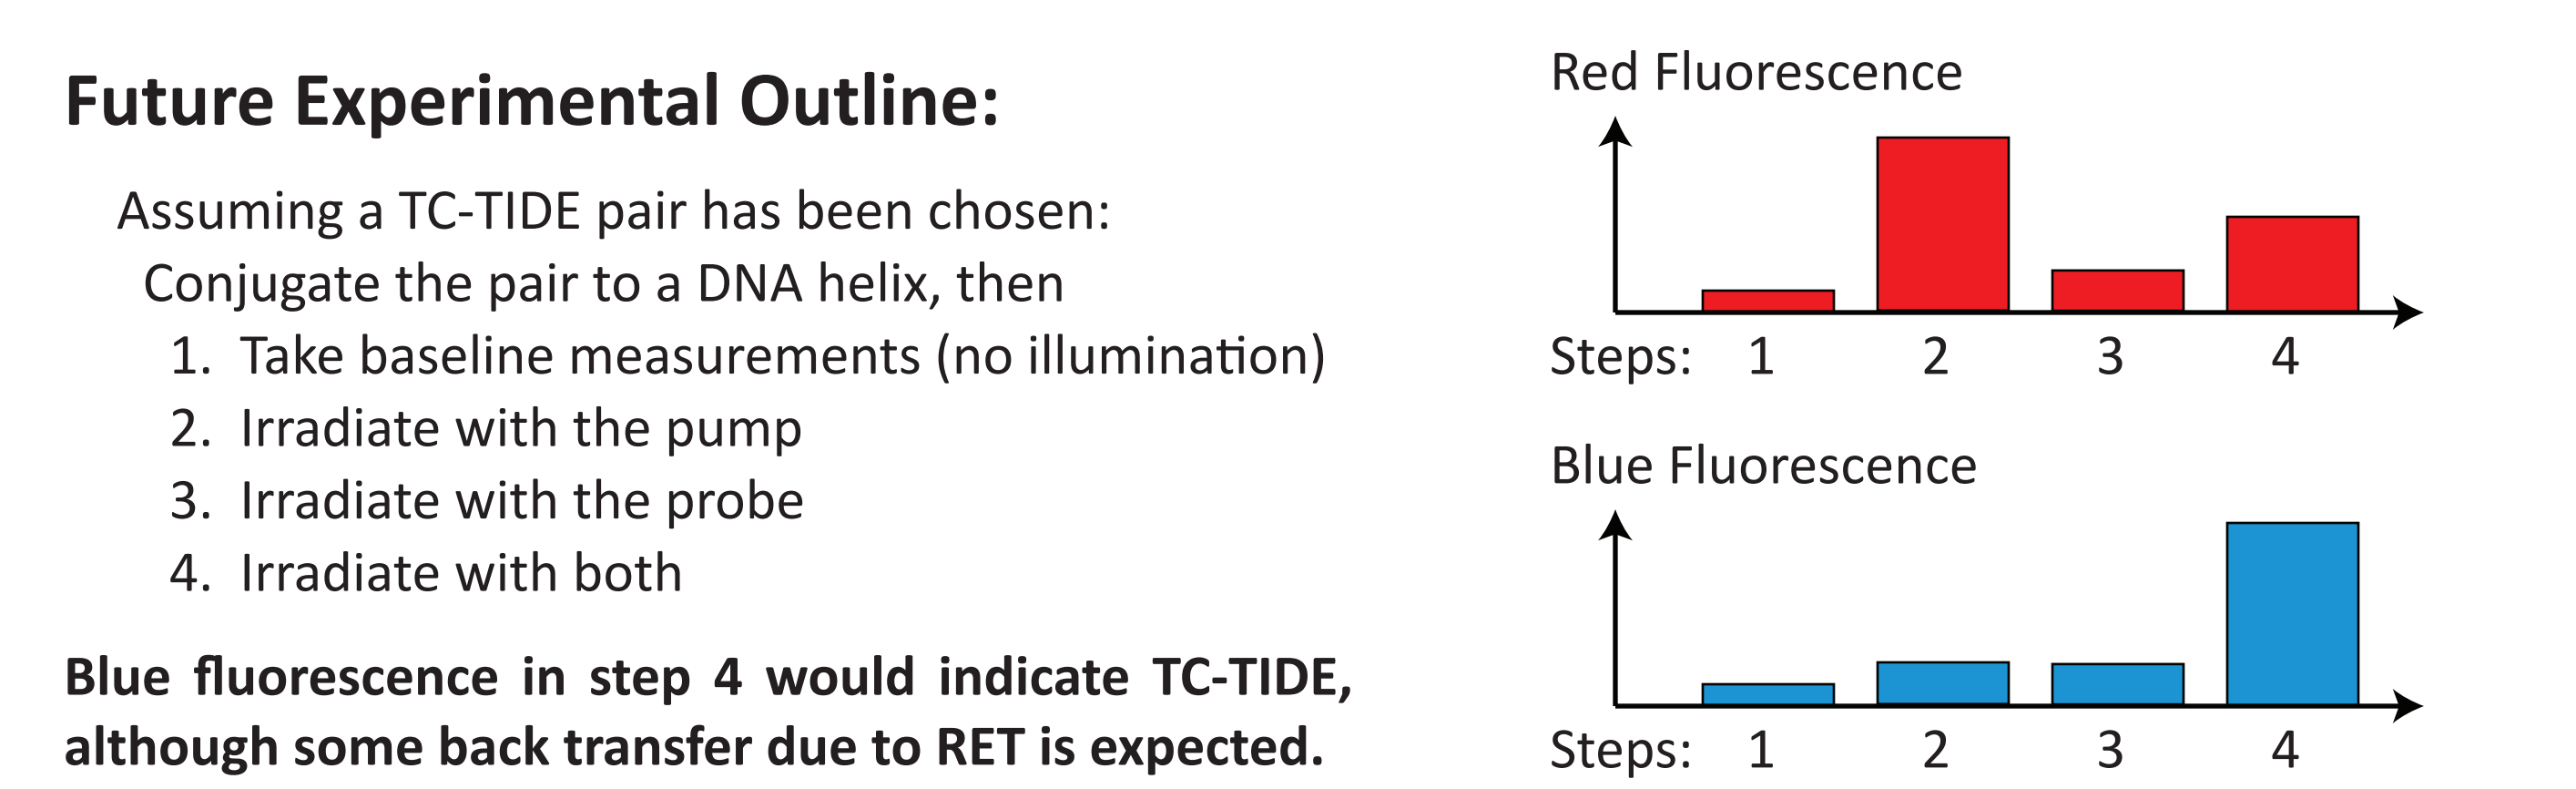 Future Experimental Outline:
Assuming a TC-TIDE pair has been chosen:
Conjugate the pair to a DNA helix, then
1. Take baseline measurements (no illumination)
2. Irradiate with the pump
3. Irradiate with the probe
4. Irradiate with both
Blue fluorescence in step 4 would indicate TC-TIDE,
although some back transfer due to RET is expected.
Red Fluorescence
Steps: 1 2 3 4
Blue Fluorescence
Steps: 1 2 3 4